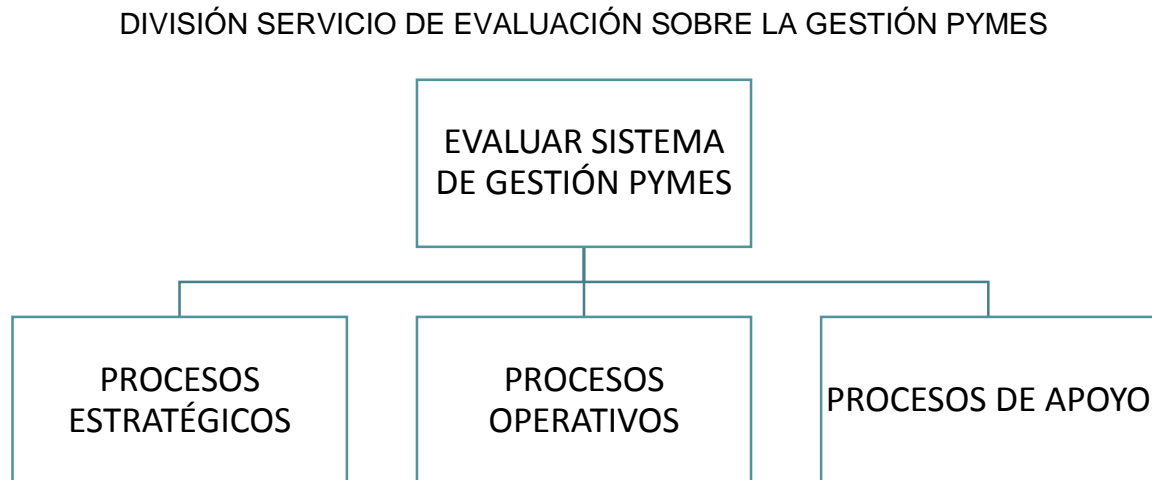 DIVISIÓN SERVICIO DE EVALUACIÓN SOBRE LA GESTIÓN PYMES
EVALUAR SISTEMA
DE GESTIÓN PYMES
PROCESOS
ESTRATÉGICOS
PROCESOS
OPERATIVOS
PROCESOS DE APOYO